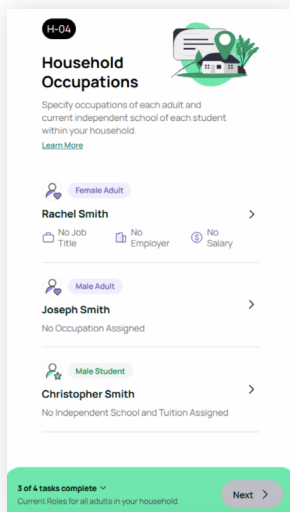 H-04
Household
Occupations
Specify occupations of each adult and
current independent school of each student
within your household.
Learn More
Female Adult
Rachel Smith
No Job
Title
No
Employer
No
Salary
Male Adult
Joseph Smith
No Occupation Assigned
Male Student
Christopher Smith
No Independent School and Tuition Assigned
3 of 4 tasks complete
Current Roles for all adults in your household.
Next